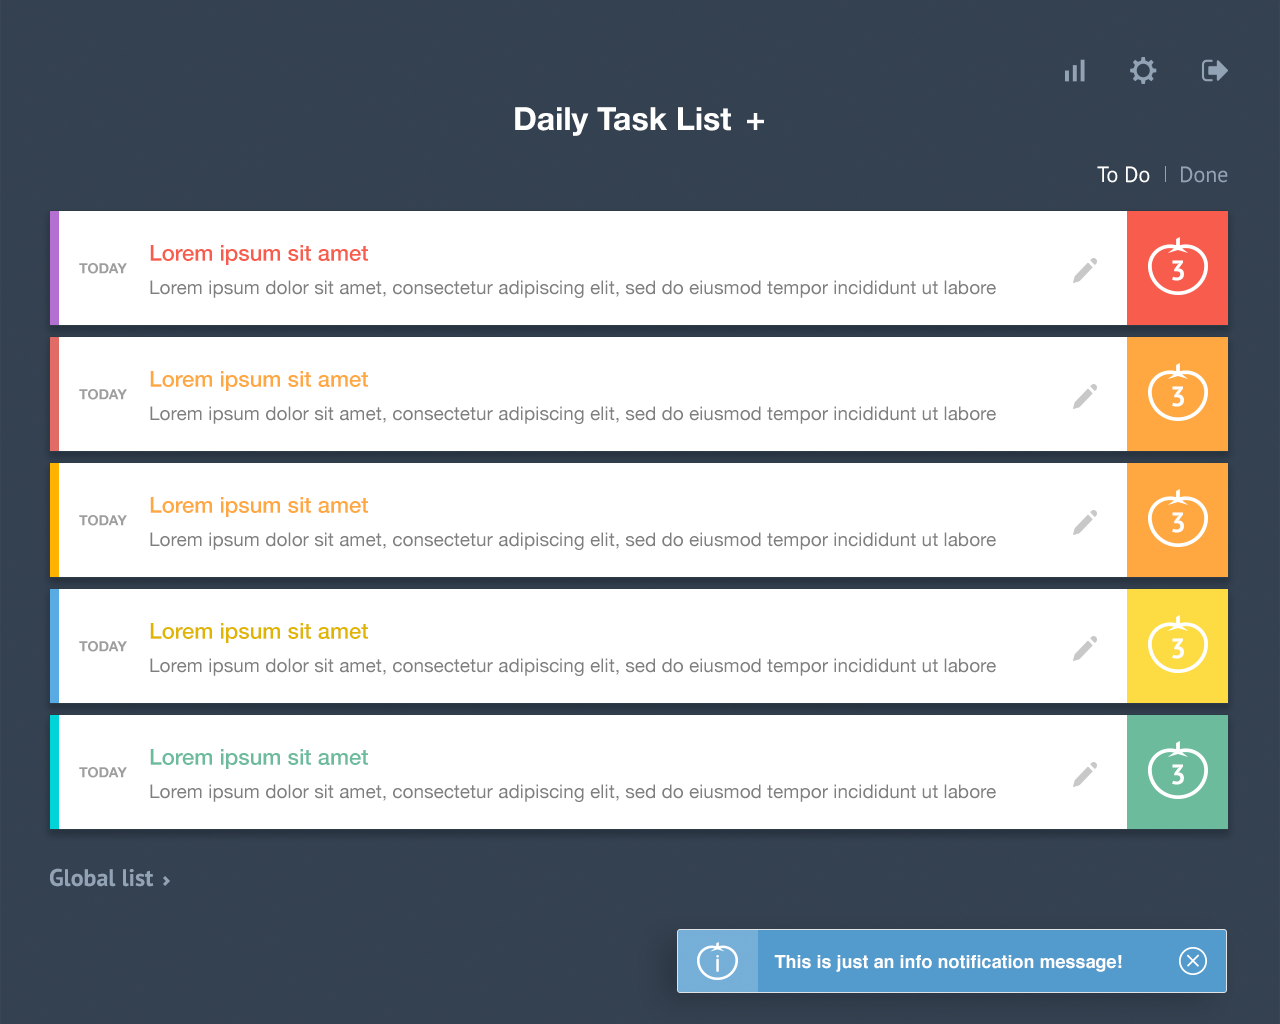 Daily Task List +
To Do | Done
TODAY
Lorem ipsum sit amet
Lorem ipsum dolor sit amet, consectetur adipiscing elit, sed do eiusmod tempor incididunt ut labore
3
TODAY
Lorem ipsum sit amet
Lorem ipsum dolor sit amet, consectetur adipiscing elit, sed do eiusmod tempor incididunt ut labore
3
TODAY
Lorem ipsum sit amet
Lorem ipsum dolor sit amet, consectetur adipiscing elit, sed do eiusmod tempor incididunt ut labore
3
TODAY
Lorem ipsum sit amet
Lorem ipsum dolor sit amet, consectetur adipiscing elit, sed do eiusmod tempor incididunt ut labore
3
TODAY
Lorem ipsum sit amet
Lorem ipsum dolor sit amet, consectetur adipiscing elit, sed do eiusmod tempor incididunt ut labore
3
Global list ›
i This is just an info notification message!